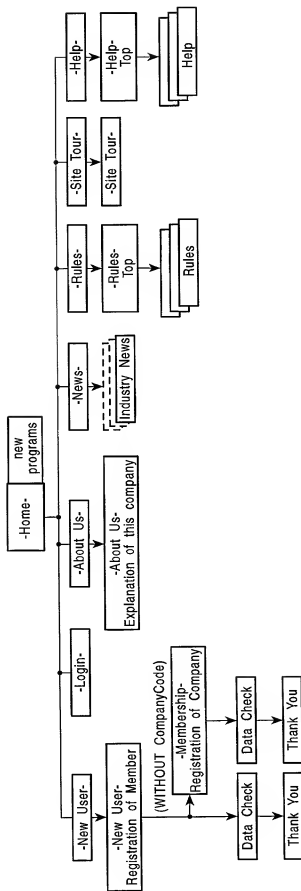 -Home-
new
programs
-New User-
-Login-
-About Us-
-News-
-Rules-
-Site Tour-
-Help-
-New User-
Registration of Member
-About Us-
Explanation of this company
Industry News
-Rules-
Top
-Site Tour-
-Help-
Top
Rules
Help
(WITHOUT CompanyCode)
-Membership-
Registration of Company
Data Check
Data Check
Thank You
Thank You